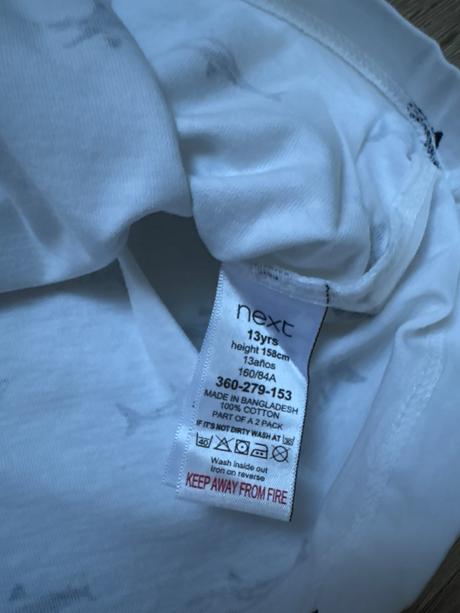 next
13yrs
height 158cm
13años
160/84A
360-279-153
MADE IN BANGLADESH
100% COTTON
PART OF A 2 PACK
IF IT'S NOT DIRTY WASH AT 30
40
Wash inside out
Iron on reverse
KEEP AWAY FROM FIRE